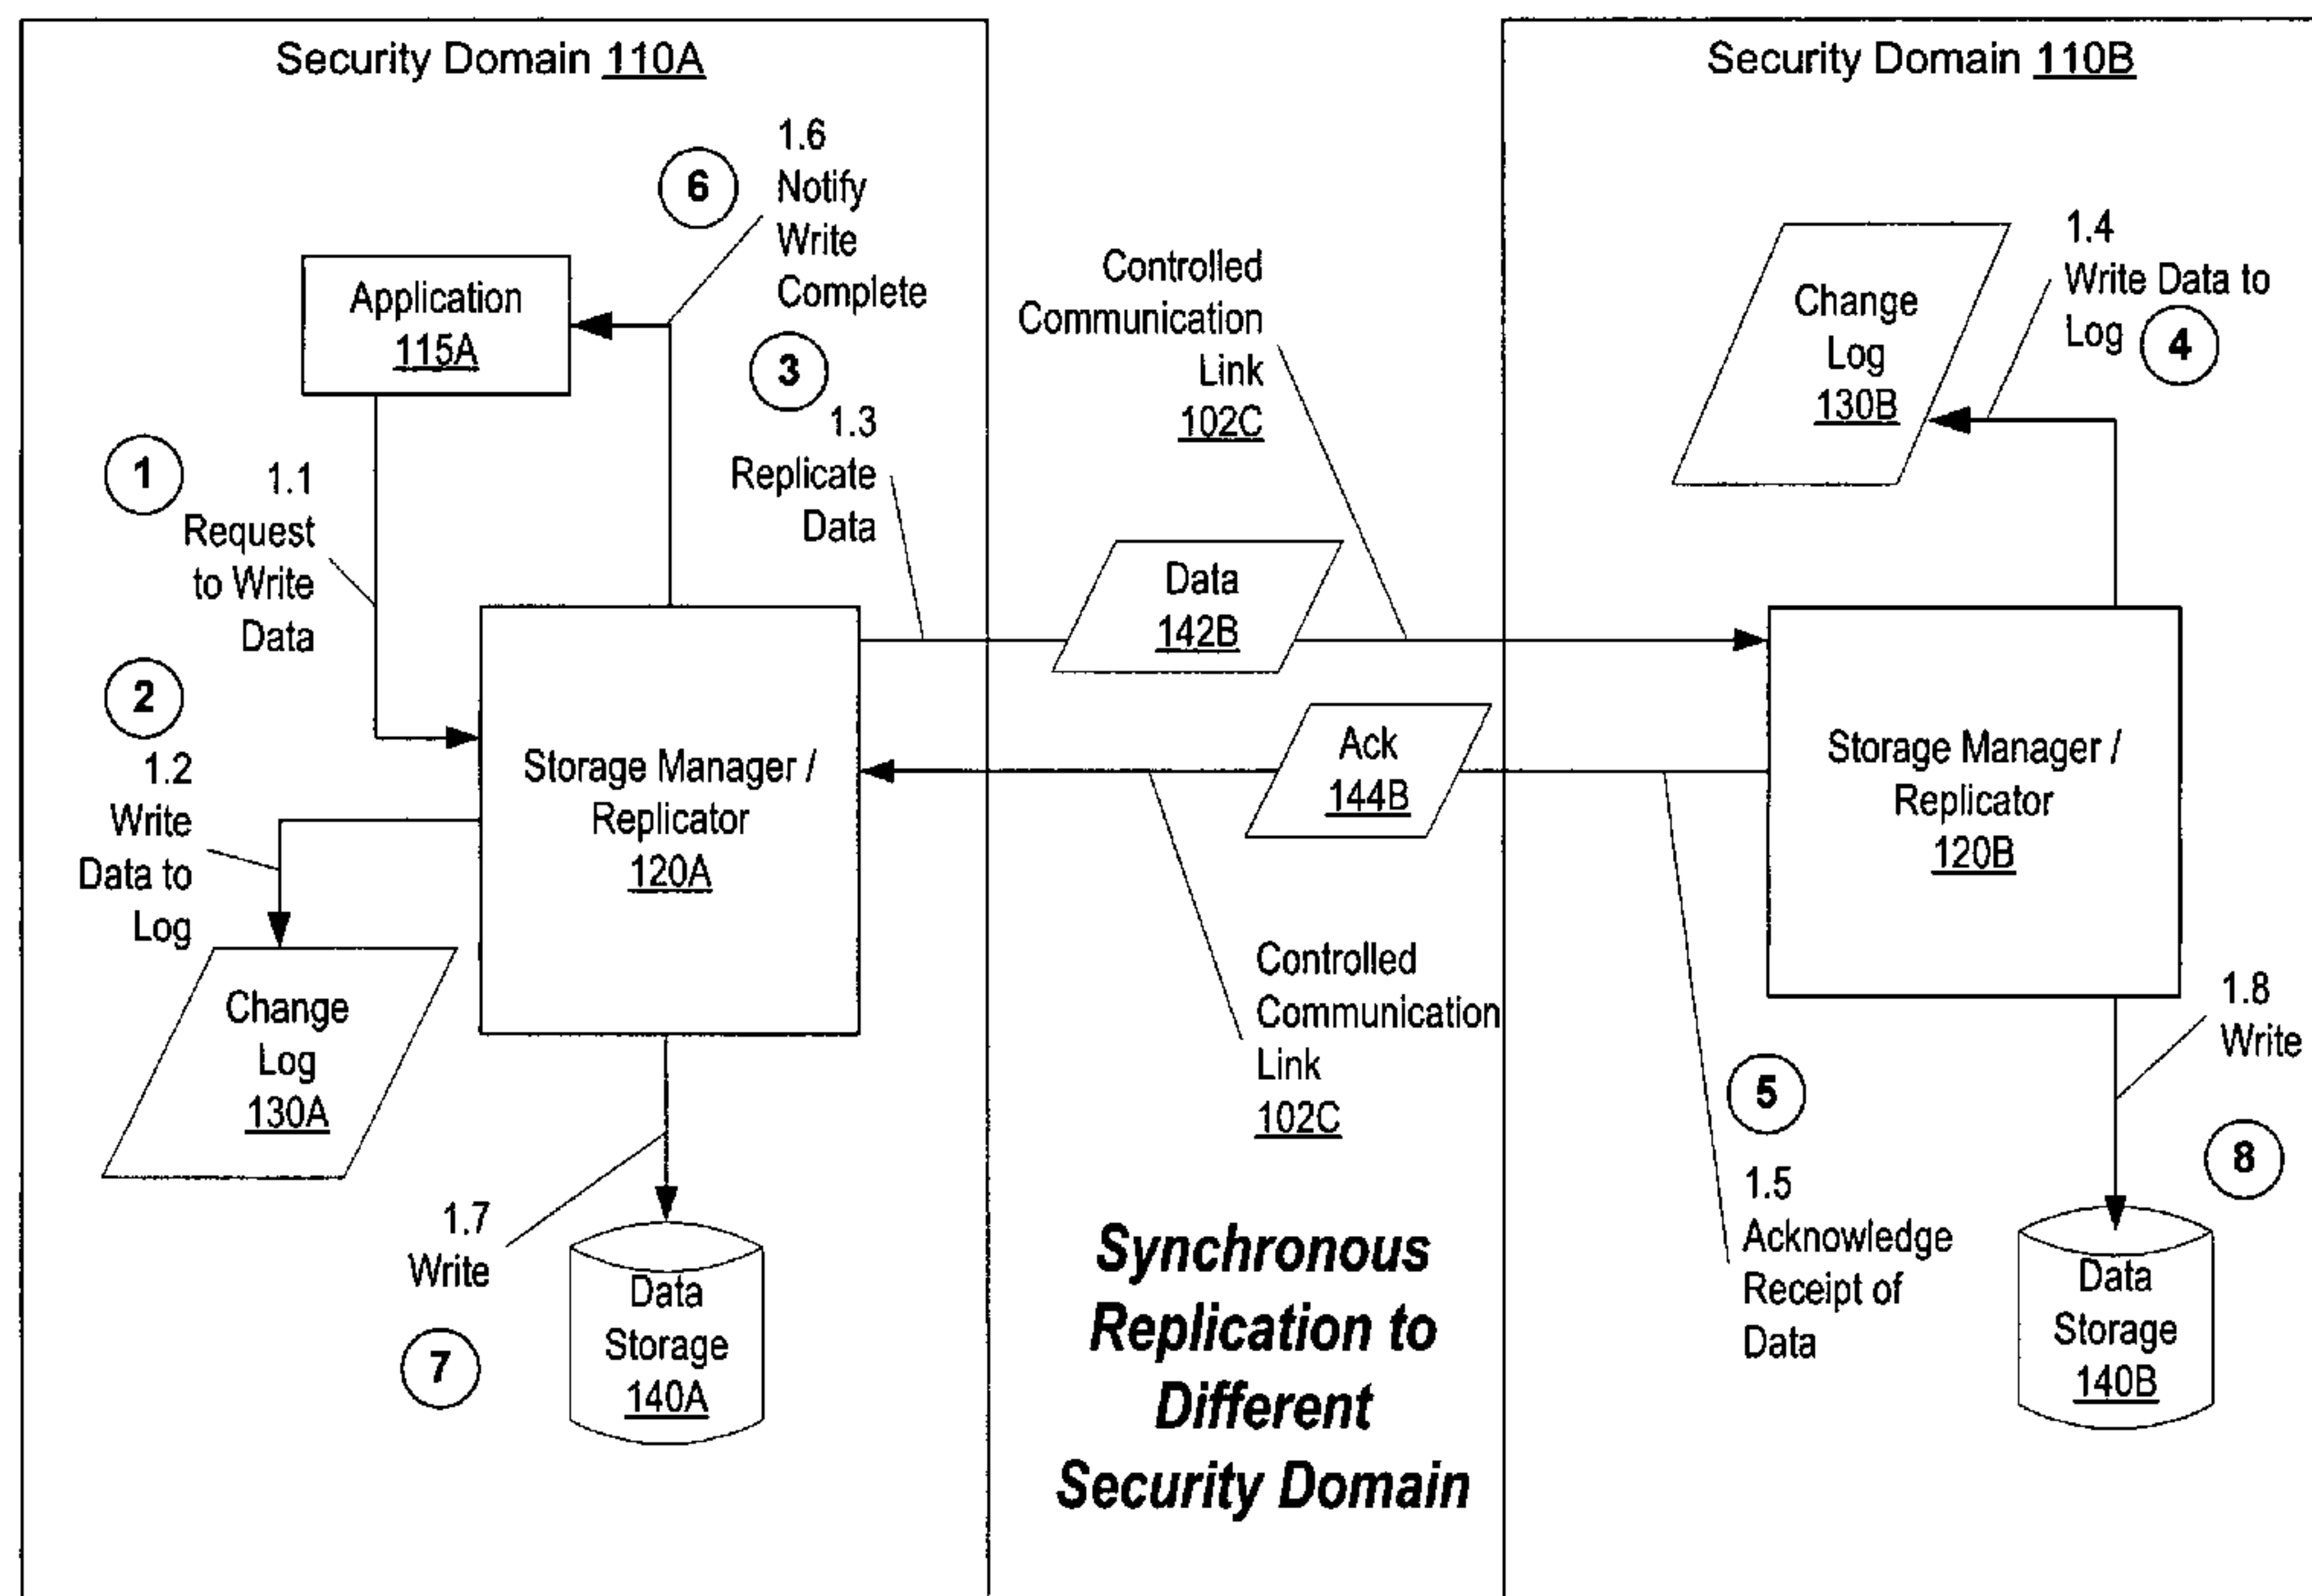 Security Domain 110A
1.6
Notify
Write
Complete
6
Application
115A
3
1.3
Replicate
Data
1
1.1
Request
to Write
Data
2
1.2
Write
Data to
Log
Storage Manager /
Replicator
120A
Change
Log
130A
1.7
Write
7
Data
Storage
140A
Controlled
Communication
Link
102C
Data
142B
Ack
144B
Controlled
Communication
Link
102C
Synchronous
Replication to
Different
Security Domain
Security Domain 110B
Change
Log
130B
1.4
Write Data to
Log
4
Storage Manager /
Replicator
120B
5
1.5
Acknowledge
Receipt of
Data
1.8
Write
8
Data
Storage
140B